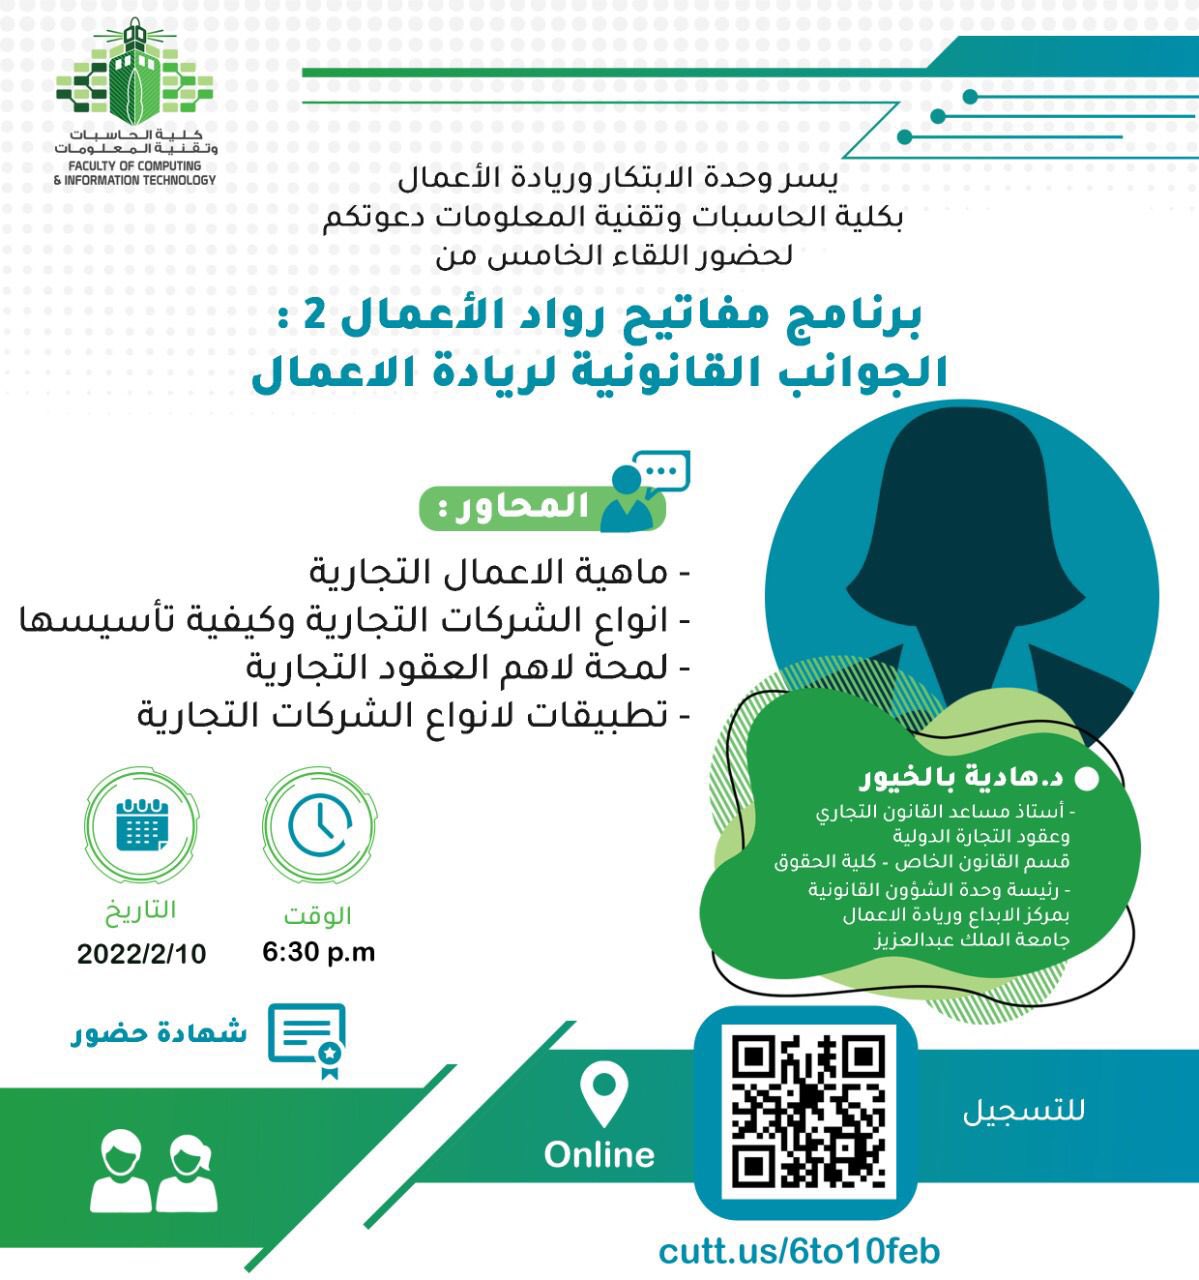 كلية الحاسبات
وتقنية المعلومات
FACULTY OF COMPUTING
& INFORMATION TECHNOLOGY
يسر وحدة الابتكار وريادة الأعمال
بكلية الحاسبات وتقنية المعلومات دعوتكم
لحضور اللقاء الخامس من
برنامج مفاتيح رواد الأعمال 2 :
الجوانب القانونية لريادة الاعمال
المحاور :
- ماهية الاعمال التجارية
- انواع الشركات التجارية وكيفية تأسيسها
- لمحة لاهم العقود التجارية
- تطبيقات لانواع الشركات التجارية
د.هادية بالخيور
- أستاذ مساعد القانون التجاري
وعقود التجارة الدولية
قسم القانون الخاص - كلية الحقوق
- رئيسة وحدة الشؤون القانونية
بمركز الابداع وريادة الاعمال
جامعة الملك عبدالعزيز
الوقت
6:30 p.m
التاريخ
2022/2/10
شهادة حضور
للتسجيل
Online
cutt.us/6to10feb